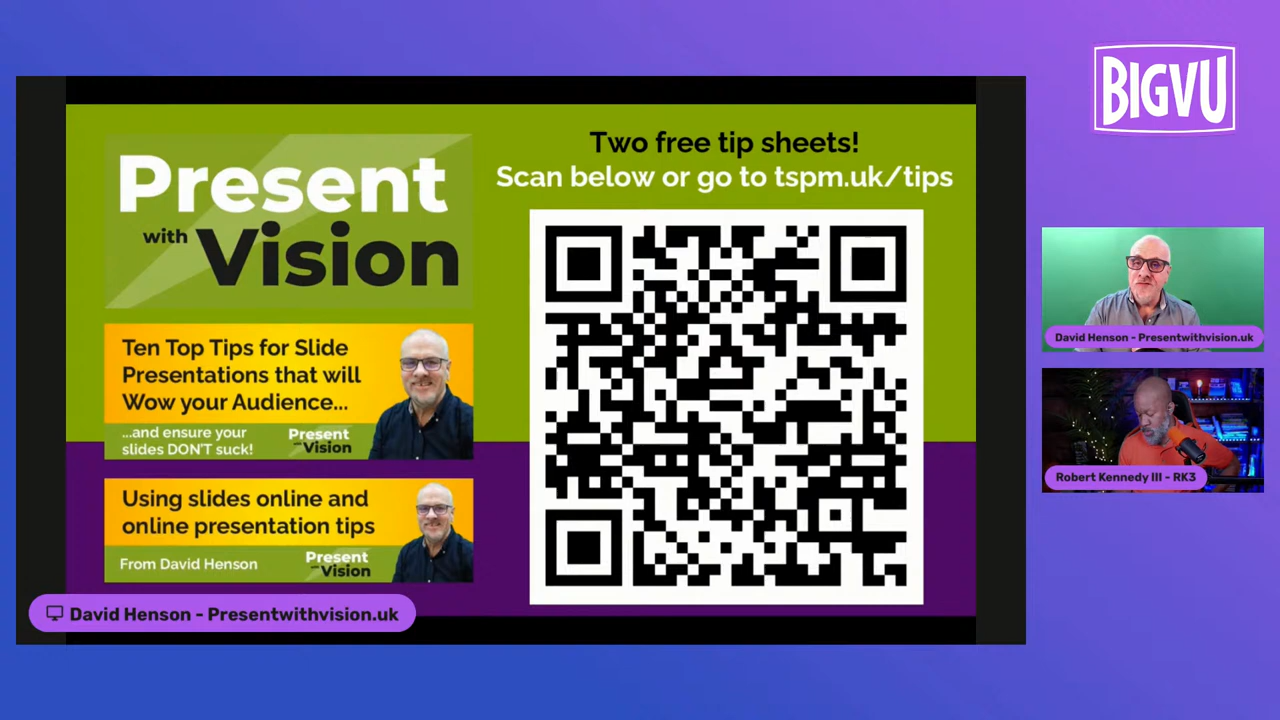 BIGVU
Present
with Vision
Two free tip sheets!
Scan below or go to tspm.uk/tips
Ten Top Tips for Slide
Presentations that will
Wow your Audience...
...and ensure your
slides DON'T suck!
Present
Vision
Using slides online and
online presentation tips
From David Henson
Present
Vision
David Henson - Presentwithvision.uk
David Henson - Presentwithvision.uk
Robert Kennedy III - RK3